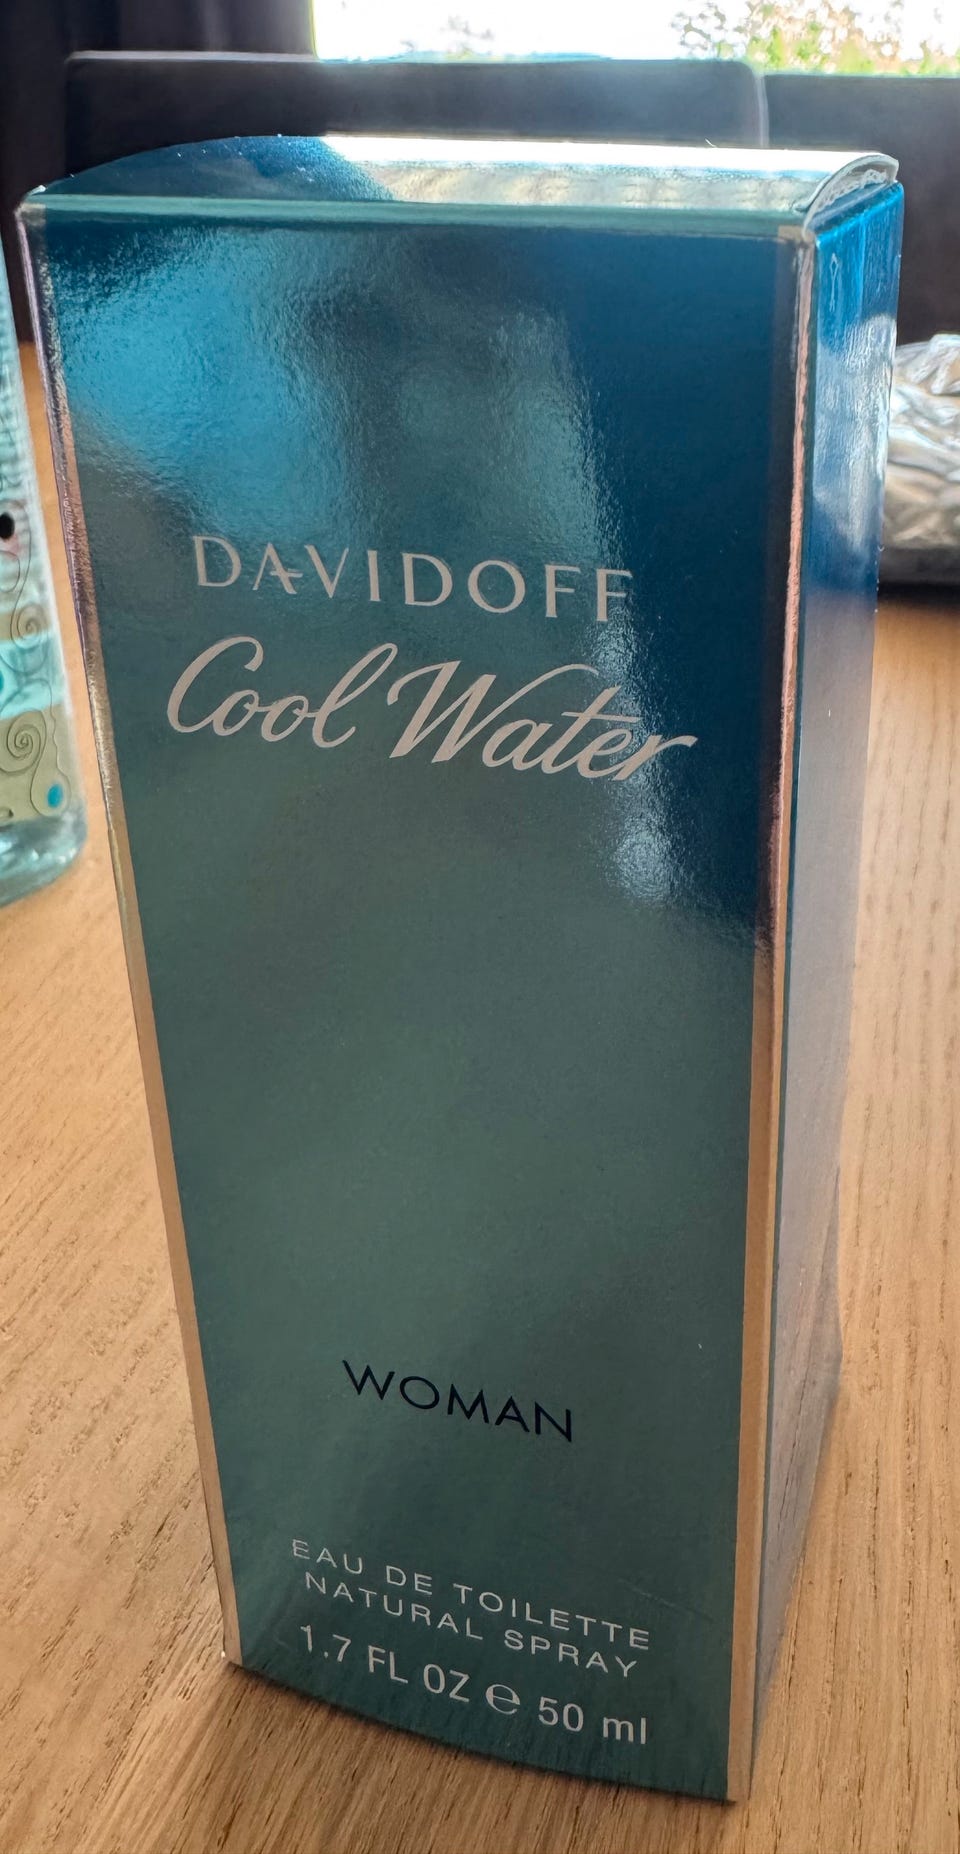 DAVIDOFF
Cool Water
WOMAN
EAU DE TOILETTE
NATURAL SPRAY
1.7 FL OZ ℮ 50 ml